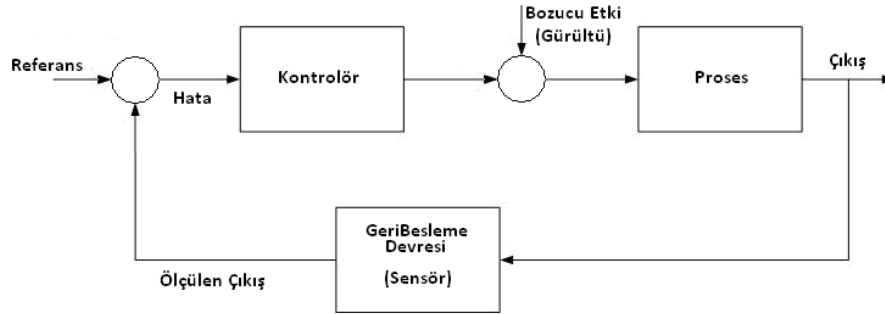 Bozucu Etki
(Gürültü)
Referans
Hata
Kontrolör
Proses
Çıkış
GeriBesleme
Devresi
(Sensör)
Ölçülen Çıkış